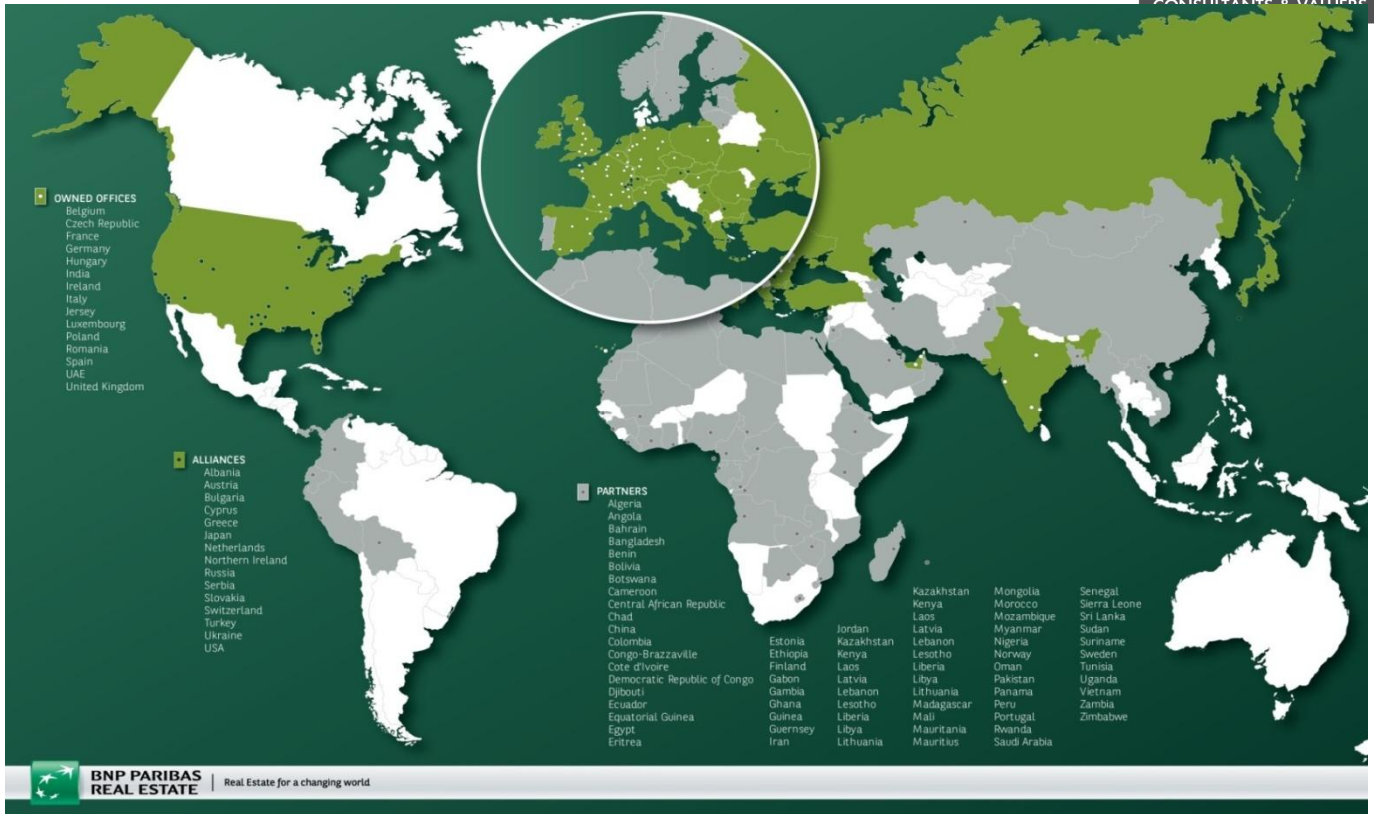 CONSULTANTS & VALUERS
OWNED OFFICES
Belgium
Czech Republic
France
Germany
Hungary
India
Ireland
Italy
Jersey
Luxembourg
Poland
Romania
Spain
UAE
United Kingdom
ALLIANCES
Albania
Austria
Bulgaria
Cyprus
Greece
Japan
Netherlands
Northern Ireland
Russia
Serbia
Slovakia
Switzerland
Turkey
Ukraine
USA
PARTNERS
Algeria
Angola
Bahrain
Bangladesh
Benin
Bolivia
Botswana
Cameroon
Central African Republic
Chad
China
Colombia
Congo-Brazzaville
Cote d'Ivoire
Democratic Republic of Congo
Djibouti
Ecuador
Equatorial Guinea
Egypt
Eritrea
Estonia
Ethiopia
Finland
Gabon
Gambia
Ghana
Guinea
Guernsey
Iran
Jordan
Kazakhstan
Kenya
Laos
Latvia
Lebanon
Lesotho
Liberia
Libya
Lithuania
Kazakhstan
Kenya
Laos
Latvia
Lebanon
Lesotho
Liberia
Libya
Lithuania
Madagascar
Mali
Mauritania
Mauritius
Mongolia
Morocco
Mozambique
Myanmar
Nigeria
Norway
Oman
Pakistan
Panama
Peru
Portugal
Rwanda
Saudi Arabia
Senegal
Sierra Leone
Sri Lanka
Sudan
Suriname
Sweden
Tunisia
Uganda
Vietnam
Zambia
Zimbabwe
BNP PARIBAS
REAL ESTATE
Real Estate for a changing world